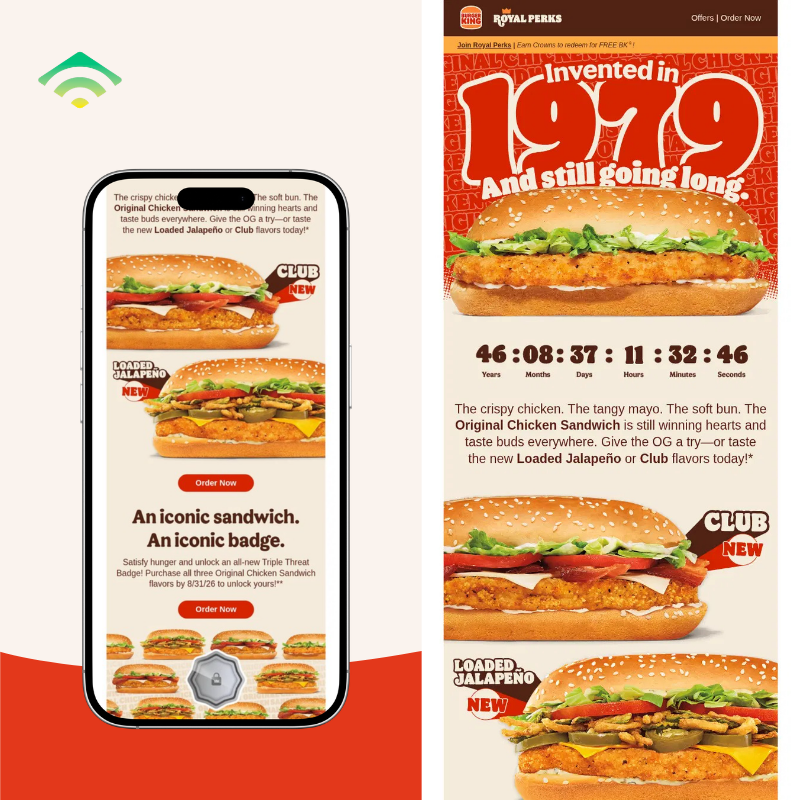 The crispy chicke The soft bun. The
Original Chicken winning hearts and
taste buds everywhere. Give the OG a try—or taste
the new Loaded Jalapeño or Club flavors today!*
CLUB
NEW
LOADED
JALAPEÑO
NEW
Order Now
An iconic sandwich.
An iconic badge.
Satisfy hunger and unlock an all-new Triple Threat
Badge! Purchase all three Original Chicken Sandwich
flavors by 8/31/26 to unlock yours!**
Order Now
BURGER
KING
ROYAL PERKS
Offers | Order Now
Join Royal Perks | Earn Crowns to redeem for FREE BK®!
Invented in
1979
And still going long.
46 : 08 : 37 : 11 : 32 : 46
Years Months Days Hours Minutes Seconds
The crispy chicken. The tangy mayo. The soft bun. The
Original Chicken Sandwich is still winning hearts and
taste buds everywhere. Give the OG a try—or taste
the new Loaded Jalapeño or Club flavors today!*
CLUB
NEW
LOADED
JALAPEÑO
NEW